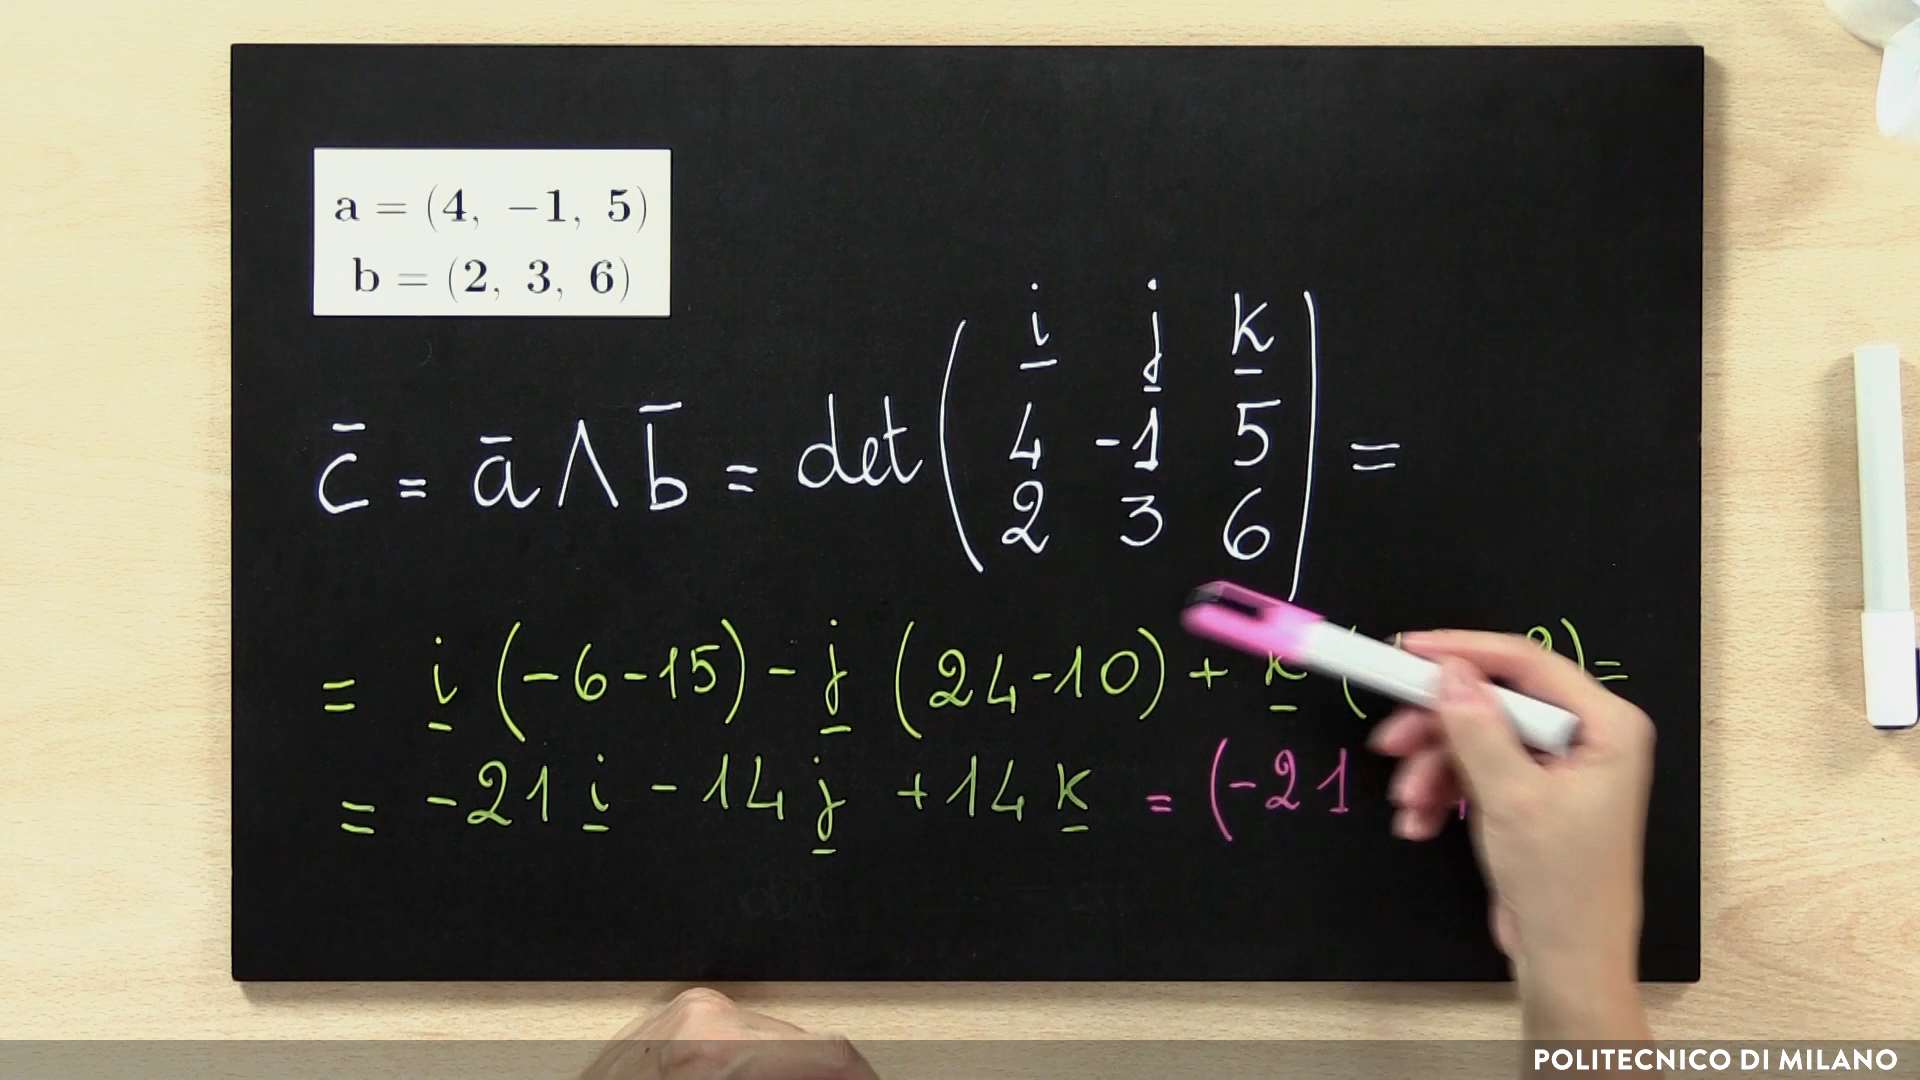 a = (4, −1, 5)
b = (2, 3, 6)
i j k
c̄ = ā ∧ b̄ = det ( 4 -1 5 ) =
2 3 6
= i (-6-15) - j (24-10) + k ( ) =
= -21 i - 14 j + 14 k = (-21
POLITECNICO DI MILANO